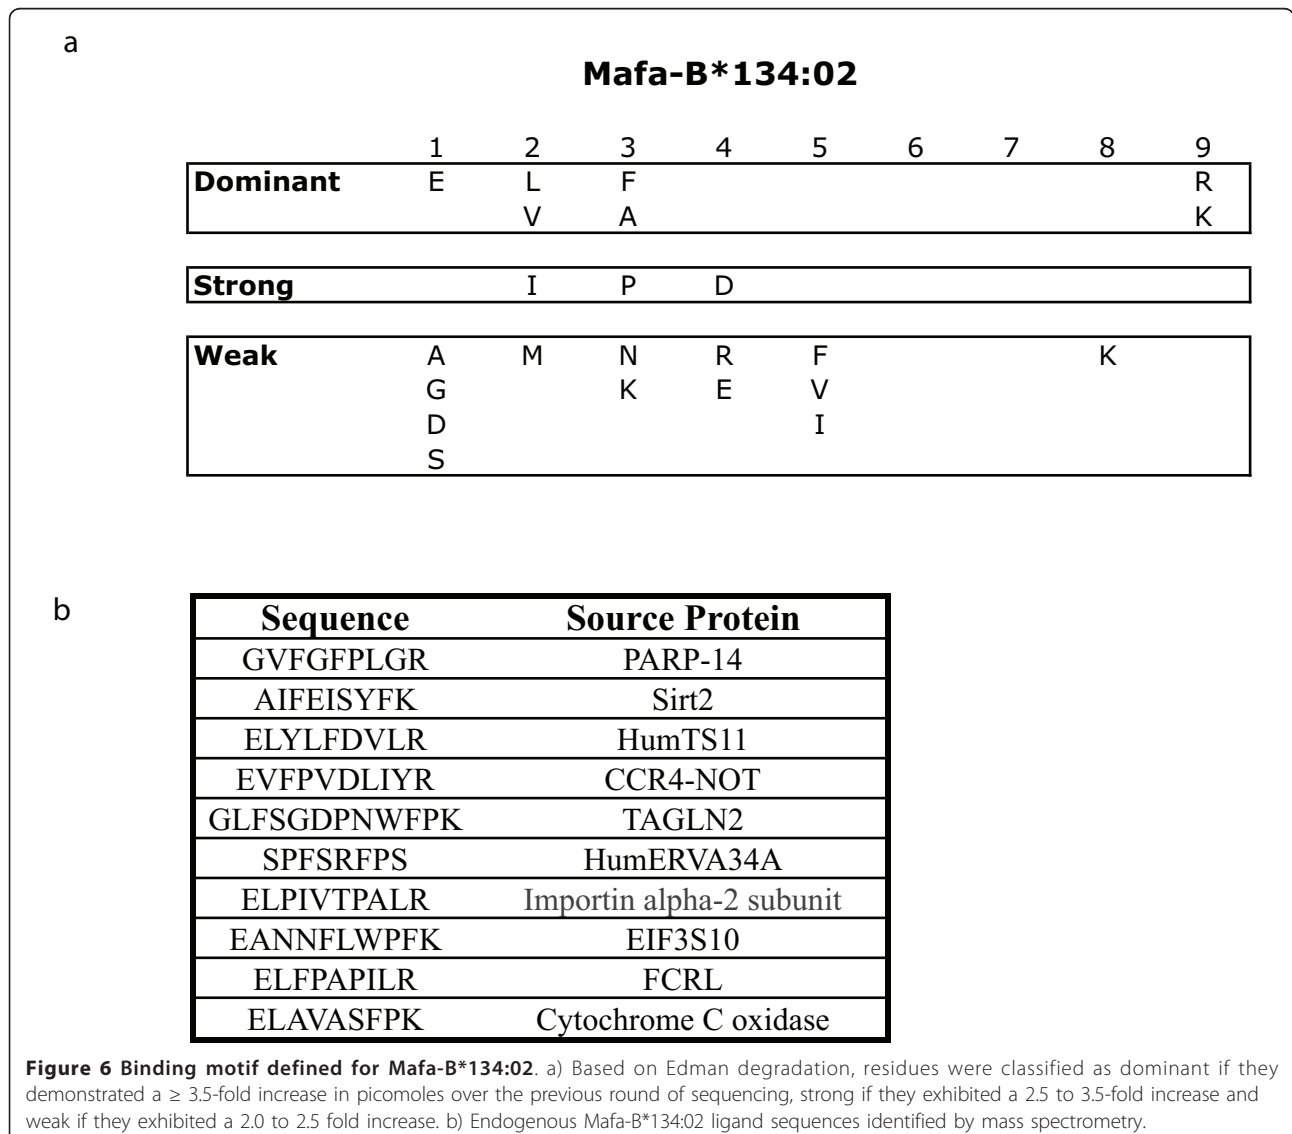 a
Mafa-B*134:02
1 2 3 4 5 6 7 8 9
Dominant E L F R
V A K
Strong I P D
Weak A M N R F K
G K E V
D I
S
b
Sequence Source Protein
GVFGFPLGR PARP-14
AIFEISYFK Sirt2
ELYLFDVLR HumTS11
EVFPVDLIYR CCR4-NOT
GLFSGDPNWFPK TAGLN2
SPFSRFPS HumERVA34A
ELPIVTPALR Importin alpha-2 subunit
EANNFLWPFK EIF3S10
ELFPAPILR FCRL
ELAVASFPK Cytochrome C oxidase
Figure 6 Binding motif defined for Mafa-B*134:02. a) Based on Edman degradation, residues were classified as dominant if they
demonstrated a ≥ 3.5-fold increase in picomoles over the previous round of sequencing, strong if they exhibited a 2.5 to 3.5-fold increase and
weak if they exhibited a 2.0 to 2.5 fold increase. b) Endogenous Mafa-B*134:02 ligand sequences identified by mass spectrometry.